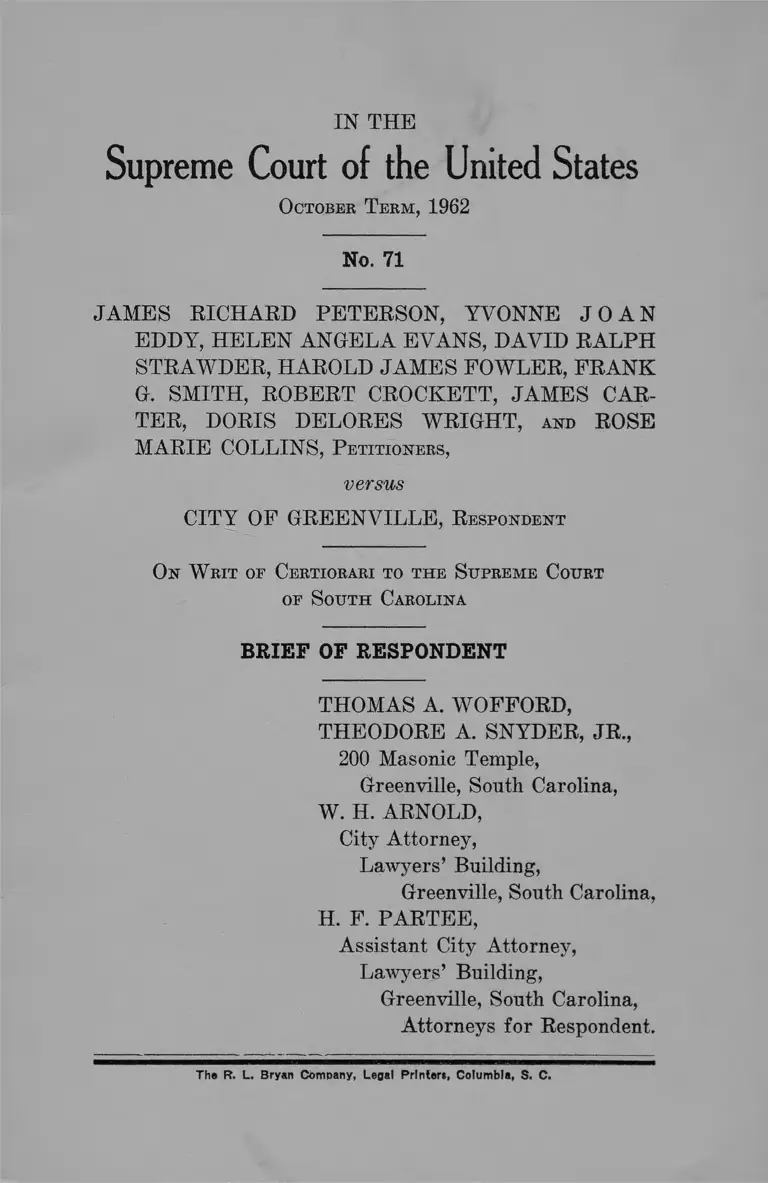 IN THE
Supreme Court of the United States
OCTOBER TERM, 1962
No. 71
JAMES RICHARD PETERSON, YVONNE JOAN
EDDY, HELEN ANGELA EVANS, DAVID RALPH
STRAWDER, HAROLD JAMES FOWLER, FRANK
G. SMITH, ROBERT CROCKETT, JAMES CAR-
TER, DORIS DELORES WRIGHT, AND ROSE
MARIE COLLINS, PETITIONERS,
versus
CITY OF GREENVILLE, RESPONDENT
ON WRIT OF CERTIORARI TO THE SUPREME COURT
OF SOUTH CAROLINA
BRIEF OF RESPONDENT
THOMAS A. WOFFORD,
THEODORE A. SNYDER, JR.,
200 Masonic Temple,
Greenville, South Carolina,
W. H. ARNOLD,
City Attorney,
Lawyers' Building,
Greenville, South Carolina,
H. F. PARTEE,
Assistant City Attorney,
Lawyers' Building,
Greenville, South Carolina,
Attorneys for Respondent.
The R. L. Bryan Company, Legal Printers, Columbia, S. C.